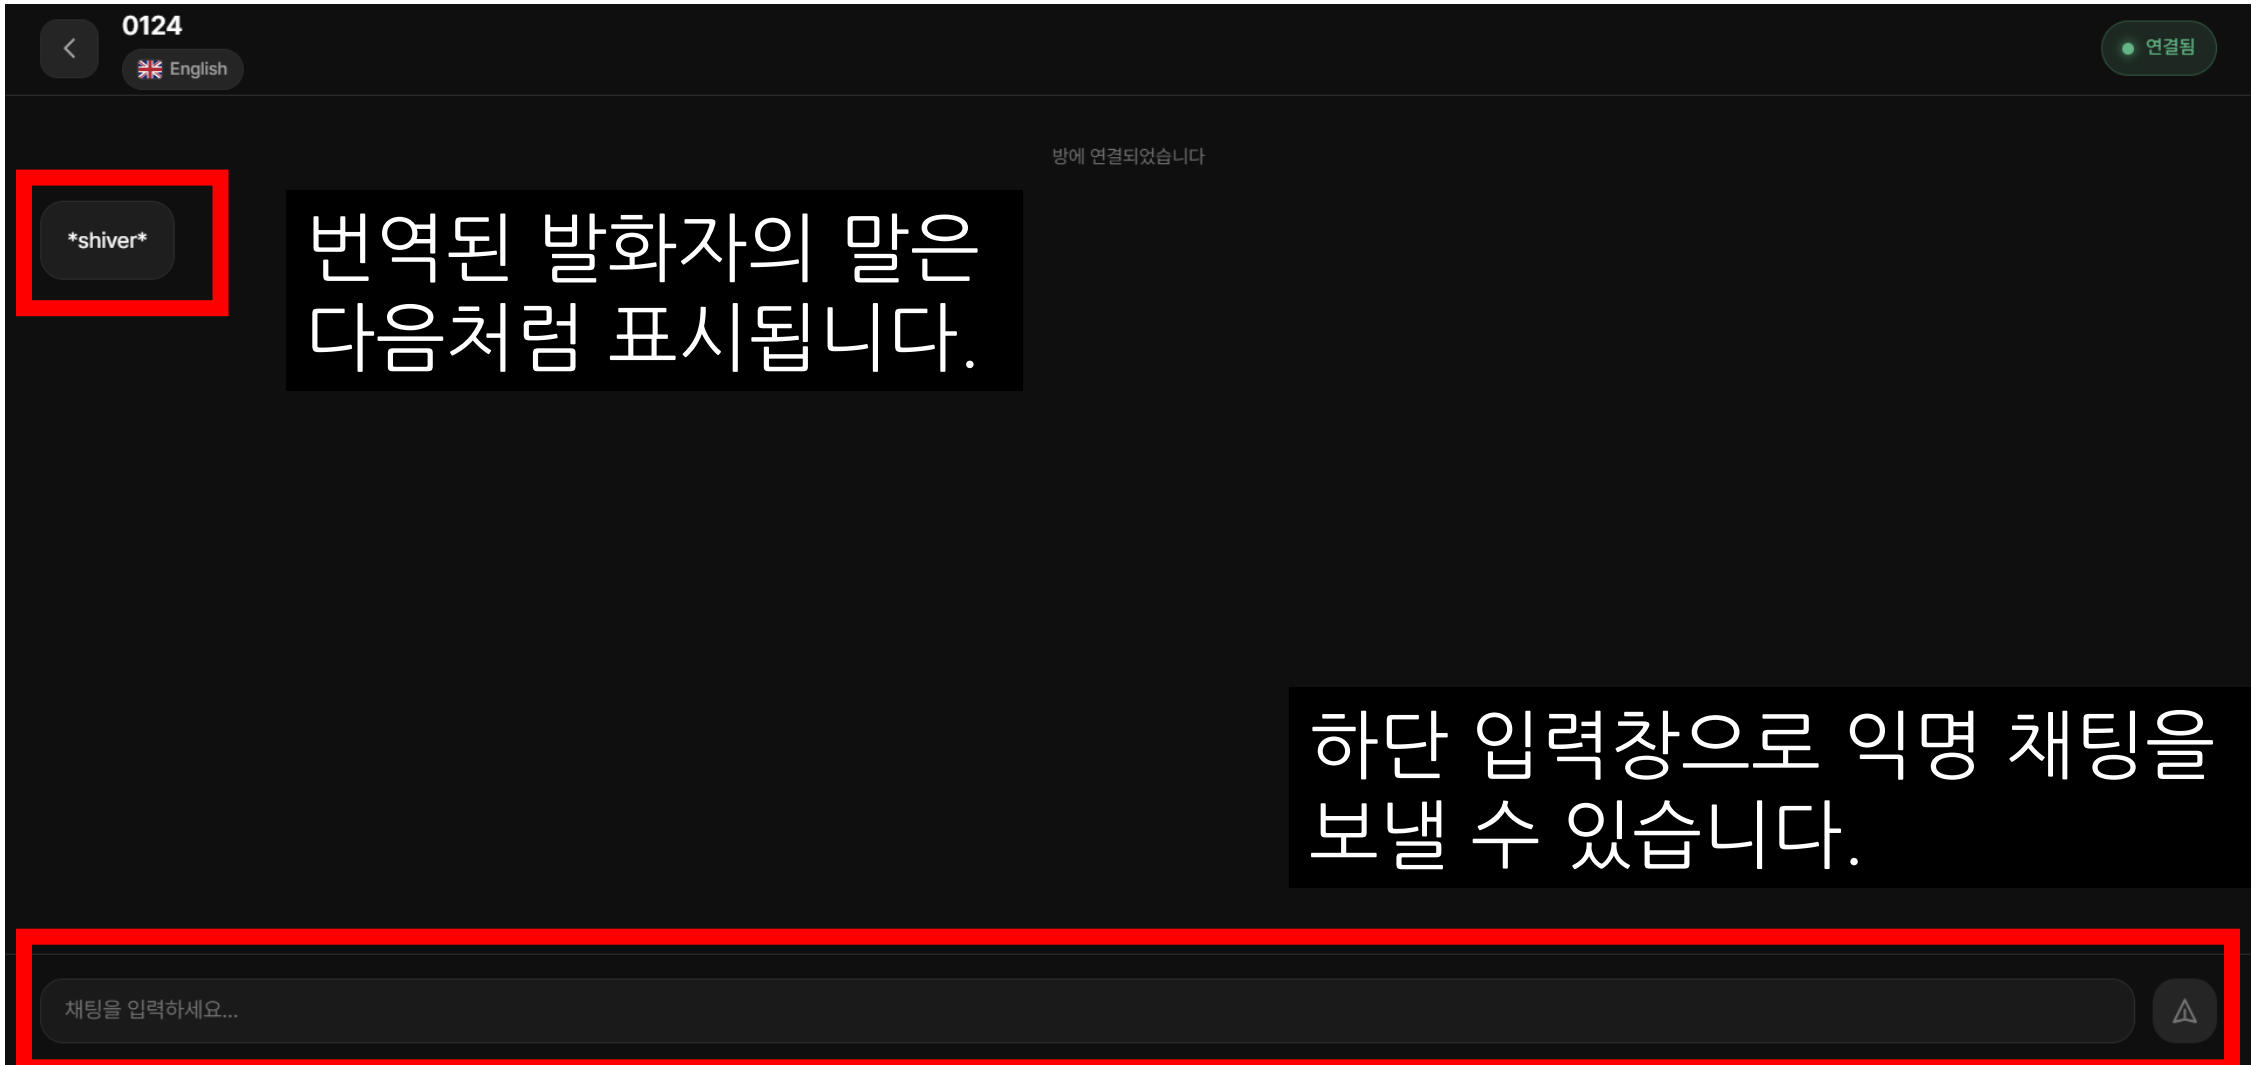 0124
English
연결됨
방에 연결되었습니다
*shiver*
번역된 발화자의 말은
다음처럼 표시됩니다.
하단 입력창으로 익명 채팅을
보낼 수 있습니다.
채팅을 입력하세요...